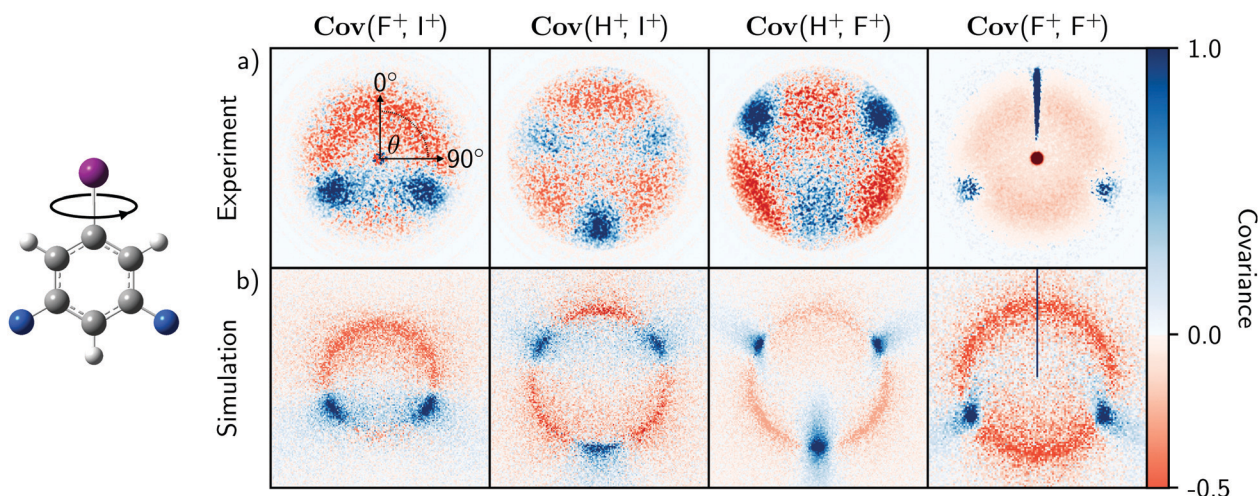 Cov(F⁺, I⁺) Cov(H⁺, I⁺) Cov(H⁺, F⁺) Cov(F⁺, F⁺)
a)
Experiment
0°
θ
90°
b)
Simulation
1.0
0.0
-0.5
Covariance